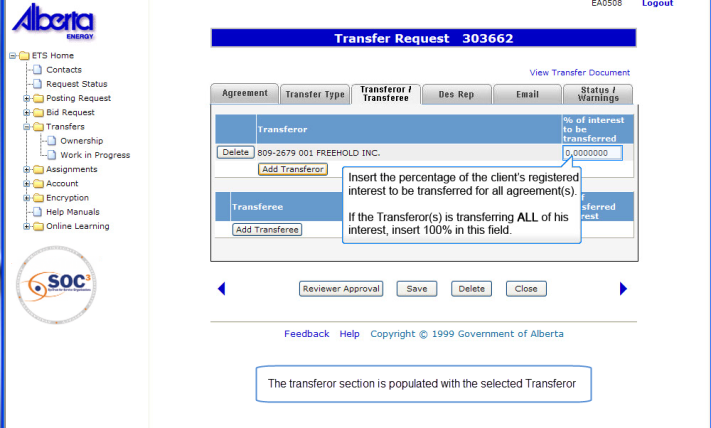 EA0508 Logout
Alberta
ENERGY
Transfer Request 303662
ETS Home
Contacts
Request Status
Posting Request
Bid Request
Transfers
Ownership
Work in Progress
Assignments
Account
Encryption
Help Manuals
Online Learning
SOC3
View Transfer Document
Agreement
Transfer Type
Transferor /
Transferee
Des Rep
Email
Status /
Warnings
Transferor
% of interest
to be
transferred
Delete 809-2679 001 FREEHOLD INC. 0.0000000
Add Transferor
Insert the percentage of the client's registered
interest to be transferred for all agreement(s).
If the Transferor(s) is transferring ALL of his
interest, insert 100% in this field.
Transferee
Add Transferee
Reviewer Approval Save Delete Close
Feedback Help Copyright © 1999 Government of Alberta
The transferor section is populated with the selected Transferor